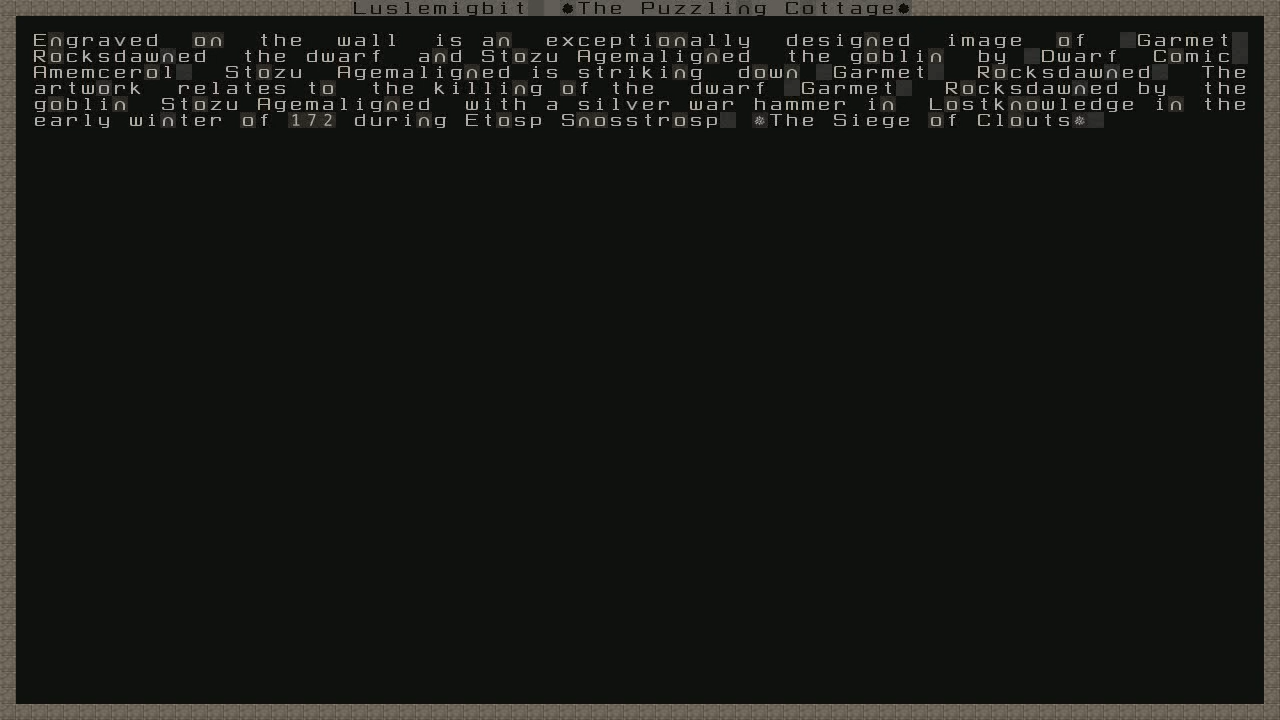 Luslemigbit *The Puzzling Cottage*
Engraved on the wall is an exceptionally designed image of Garmet
Rocksdawned the dwarf and Stozu Agemaligned the goblin by Dwarf Comic
Amemcerol Stozu Agemaligned is striking down Garmet Rocksdawned The
artwork relates to the killing of the dwarf Garmet Rocksdawned by the
goblin Stozu Agemaligned with a silver war hammer in Lostknowledge in the
early winter of 172 during Etosp Snosstrosp *The Siege of Clouts*